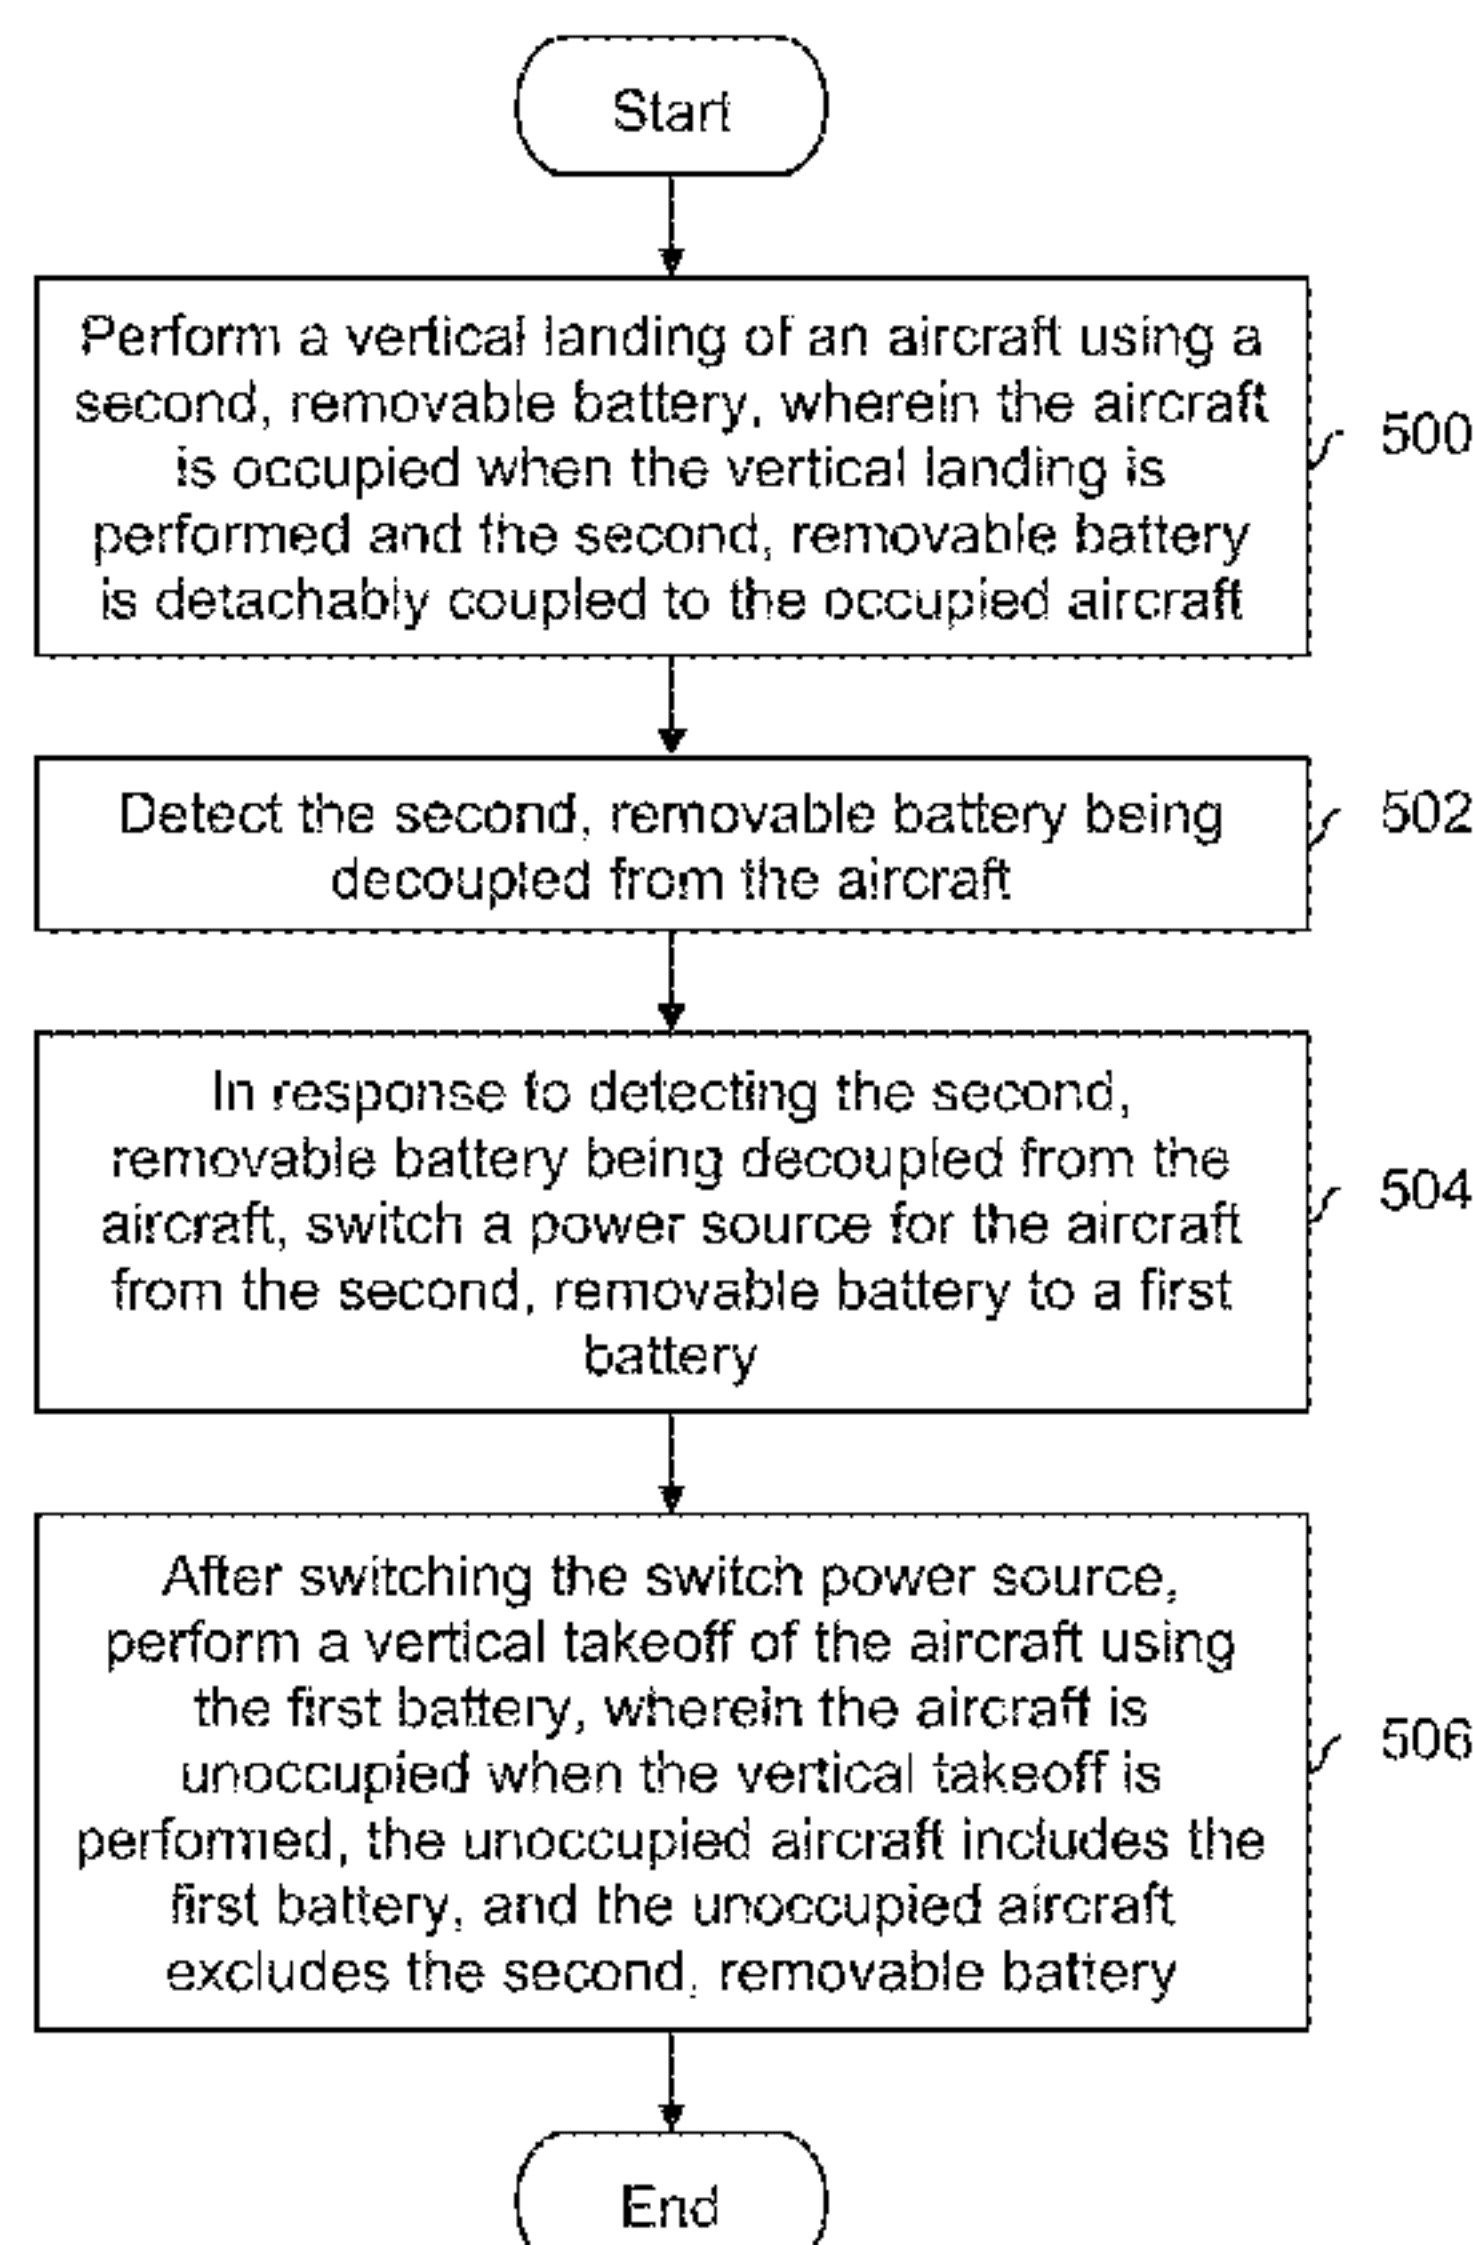 Start
Perform a vertical landing of an aircraft using a
second, removable battery, wherein the aircraft
is occupied when the vertical landing is
performed and the second, removable battery
is detachably coupled to the occupied aircraft
500
Detect the second, removable battery being
decoupled from the aircraft
502
In response to detecting the second,
removable battery being decoupled from the
aircraft, switch a power source for the aircraft
from the second, removable battery to a first
battery
504
After switching the switch power source,
perform a vertical takeoff of the aircraft using
the first battery, wherein the aircraft is
unoccupied when the vertical takeoff is
performed, the unoccupied aircraft includes the
first battery, and the unoccupied aircraft
excludes the second, removable battery
506
End